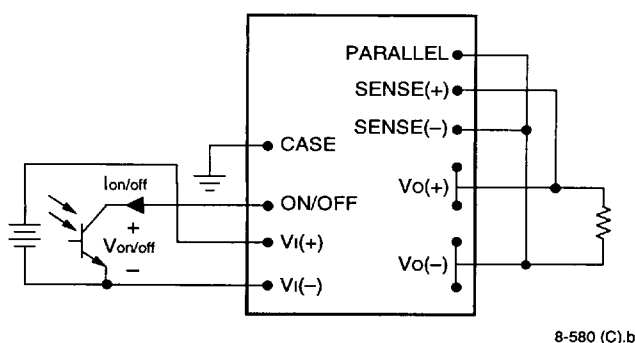 PARALLEL
SENSE(+)
SENSE(−)
CASE
Ion/off
ON/OFF
VO(+)
+
Von/off
−
VI(+)
VI(−)
VO(−)
8-580 (C).b